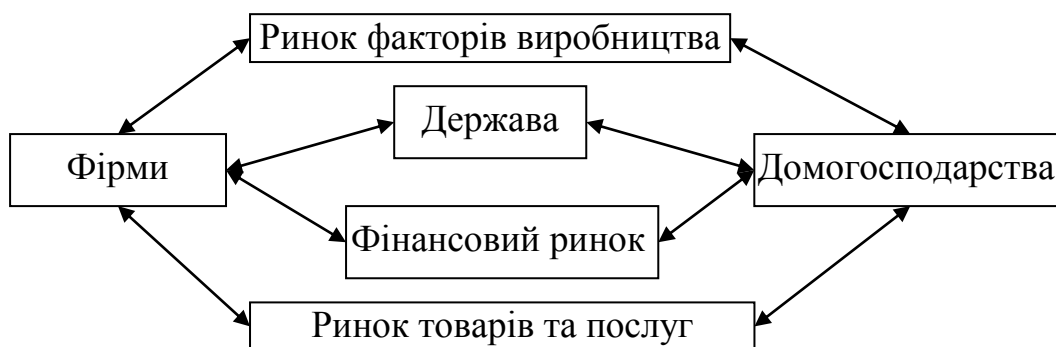 Ринок факторів виробництва
Держава
Фірми
Домогосподарства
Фінансовий ринок
Ринок товарів та послуг